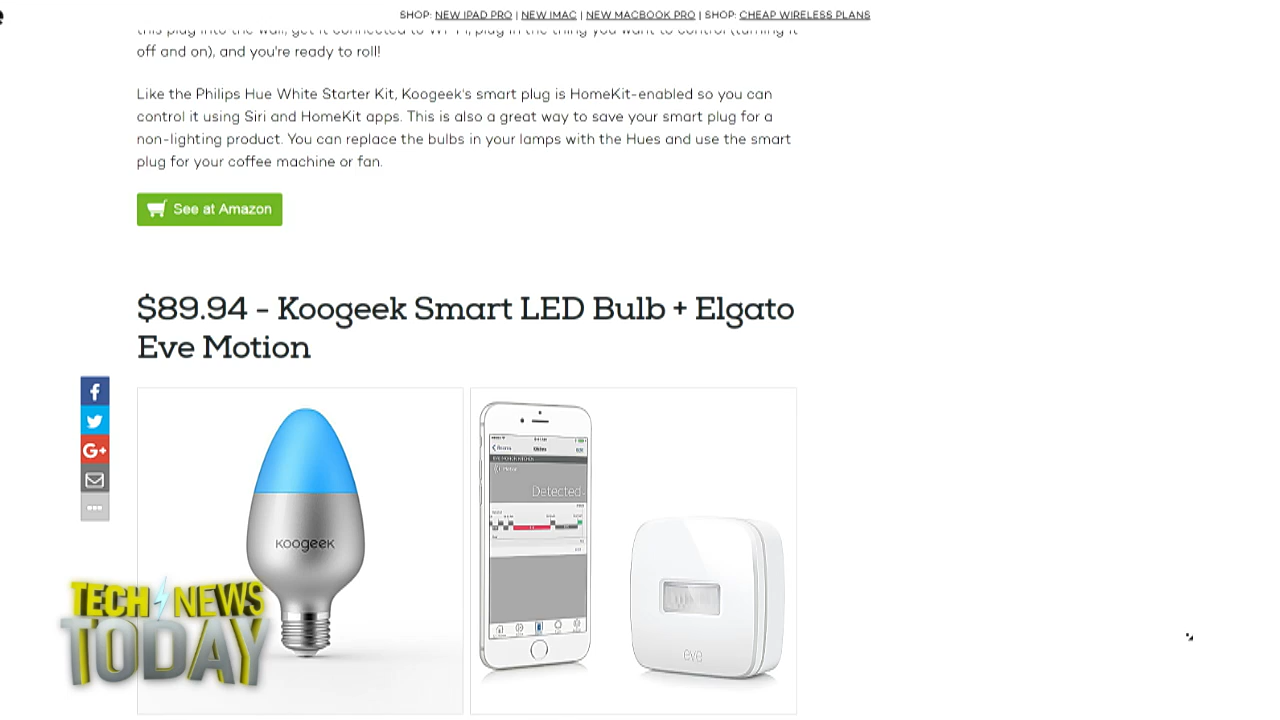 SHOP: NEW IPAD PRO | NEW IMAC | NEW MACBOOK PRO | SHOP: CHEAP WIRELESS PLANS
off and on), and you're ready to roll!
Like the Philips Hue White Starter Kit, Koogeek's smart plug is HomeKit-enabled so you can
control it using Siri and HomeKit apps. This is also a great way to save your smart plug for a
non-lighting product. You can replace the bulbs in your lamps with the Hues and use the smart
plug for your coffee machine or fan.
See at Amazon
$89.94 - Koogeek Smart LED Bulb + Elgato
Eve Motion
f
G+
KOOGEEK
Detected
eve
TECH NEWS
TODAY